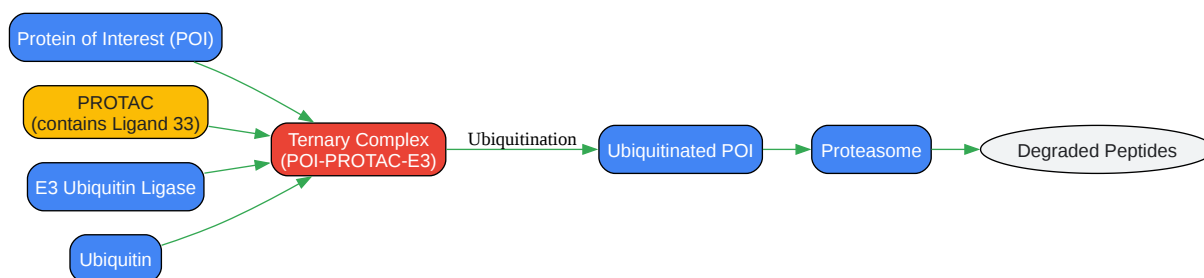 Protein of Interest (POI)
PROTAC
(contains Ligand 33)
E3 Ubiquitin Ligase
Ubiquitin
Ternary Complex
(POI-PROTAC-E3)
Ubiquitination
Ubiquitinated POI
Proteasome
Degraded Peptides